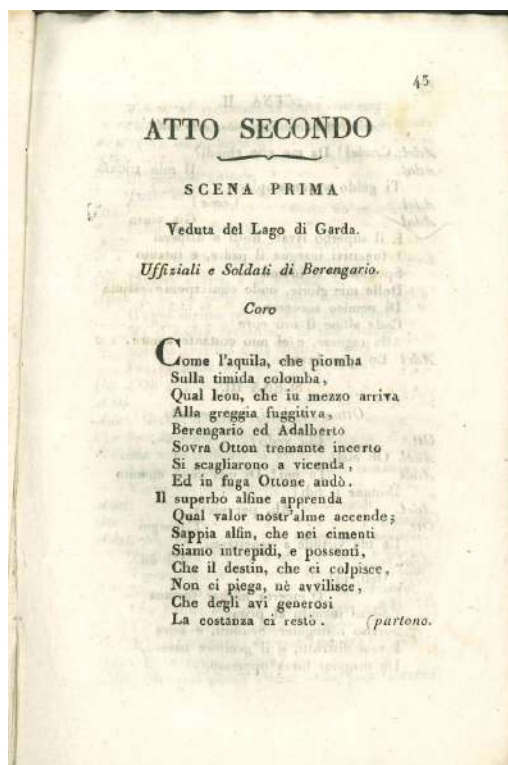 43
ATTO SECONDO
SCENA PRIMA
Veduta del Lago di Garda.
Uffiziali e Soldati di Berengario.
Coro
Come l'aquila, che piomba
Sulla timida colomba,
Qual leon, che in mezzo arriva
Alla greggia fuggitiva,
Berengario ed Adalberto
Sovra Otton tremante incerto
Si scagliarono a vicenda,
Ed in fuga Ottone andò.
Il superbo alfine apprenda
Qual valor nostr'alme accende;
Sappia alfin, che nei cimenti
Siamo intrepidi, e possenti,
Che il destin, che ci colpisce,
Non ci piega, nè avvilisce,
Che degli avi generosi
La costanza ci restò. (partono.